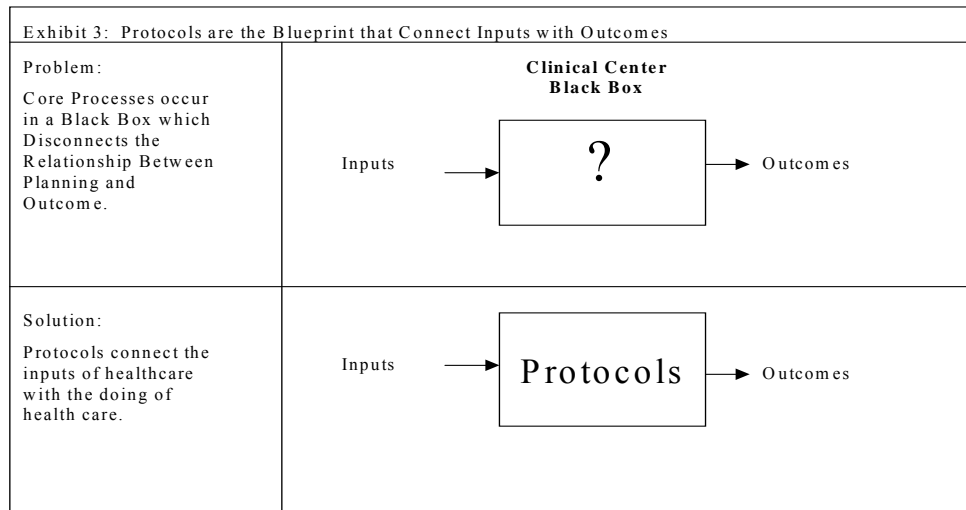 Exhibit 3: Protocols are the Blueprint that Connect Inputs with Outcomes
Problem:
Core Processes occur
in a Black Box which
Disconnects the
Relationship Between
Planning and
Outcome.
Clinical Center
Black Box
Inputs
?
Outcomes
Solution:
Protocols connect the
inputs of healthcare
with the doing of
health care.
Inputs
Protocols
Outcomes